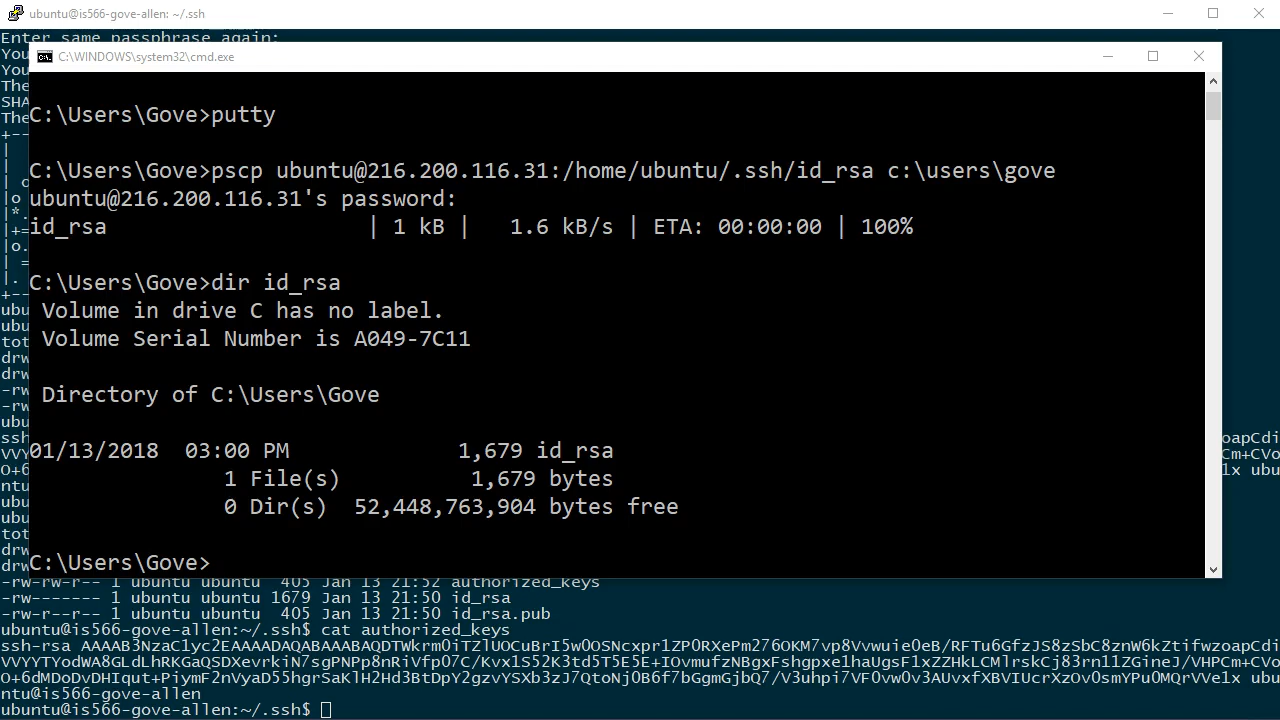 ubuntu@is566-gove-allen: ~/.ssh
Enter same passphrase again:
You
C:\WINDOWS\system32\cmd.exe
You
The
SHA
The
C:\Users\Gove>putty
C:\Users\Gove>pscp ubuntu@216.200.116.31:/home/ubuntu/.ssh/id_rsa c:\users\gove
ubuntu@216.200.116.31's password:
id_rsa | 1 kB | 1.6 kB/s | ETA: 00:00:00 | 100%
C:\Users\Gove>dir id_rsa
Volume in drive C has no label.
Volume Serial Number is A049-7C11
Directory of C:\Users\Gove
01/13/2018 03:00 PM 1,679 id_rsa
1 File(s) 1,679 bytes
0 Dir(s) 52,448,763,904 bytes free
C:\Users\Gove>
-rw-rw-r-- 1 ubuntu ubuntu 405 Jan 13 21:52 authorized_keys
-rw------- 1 ubuntu ubuntu 1679 Jan 13 21:50 id_rsa
-rw-r--r-- 1 ubuntu ubuntu 405 Jan 13 21:50 id_rsa.pub
ubuntu@is566-gove-allen:~/.ssh$ cat authorized_keys
ssh-rsa
ntu@is566-gove-allen
ubuntu@is566-gove-allen:~/.ssh$